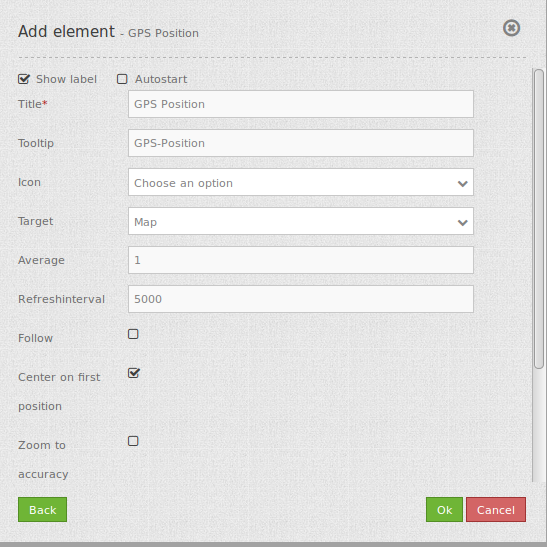 Add element - GPS Position
Show label Autostart
Title* GPS Position
Tooltip GPS-Position
Icon Choose an option
Target Map
Average 1
Refreshinterval 5000
Follow
Center on first
position
Zoom to
accuracy
Back Ok Cancel